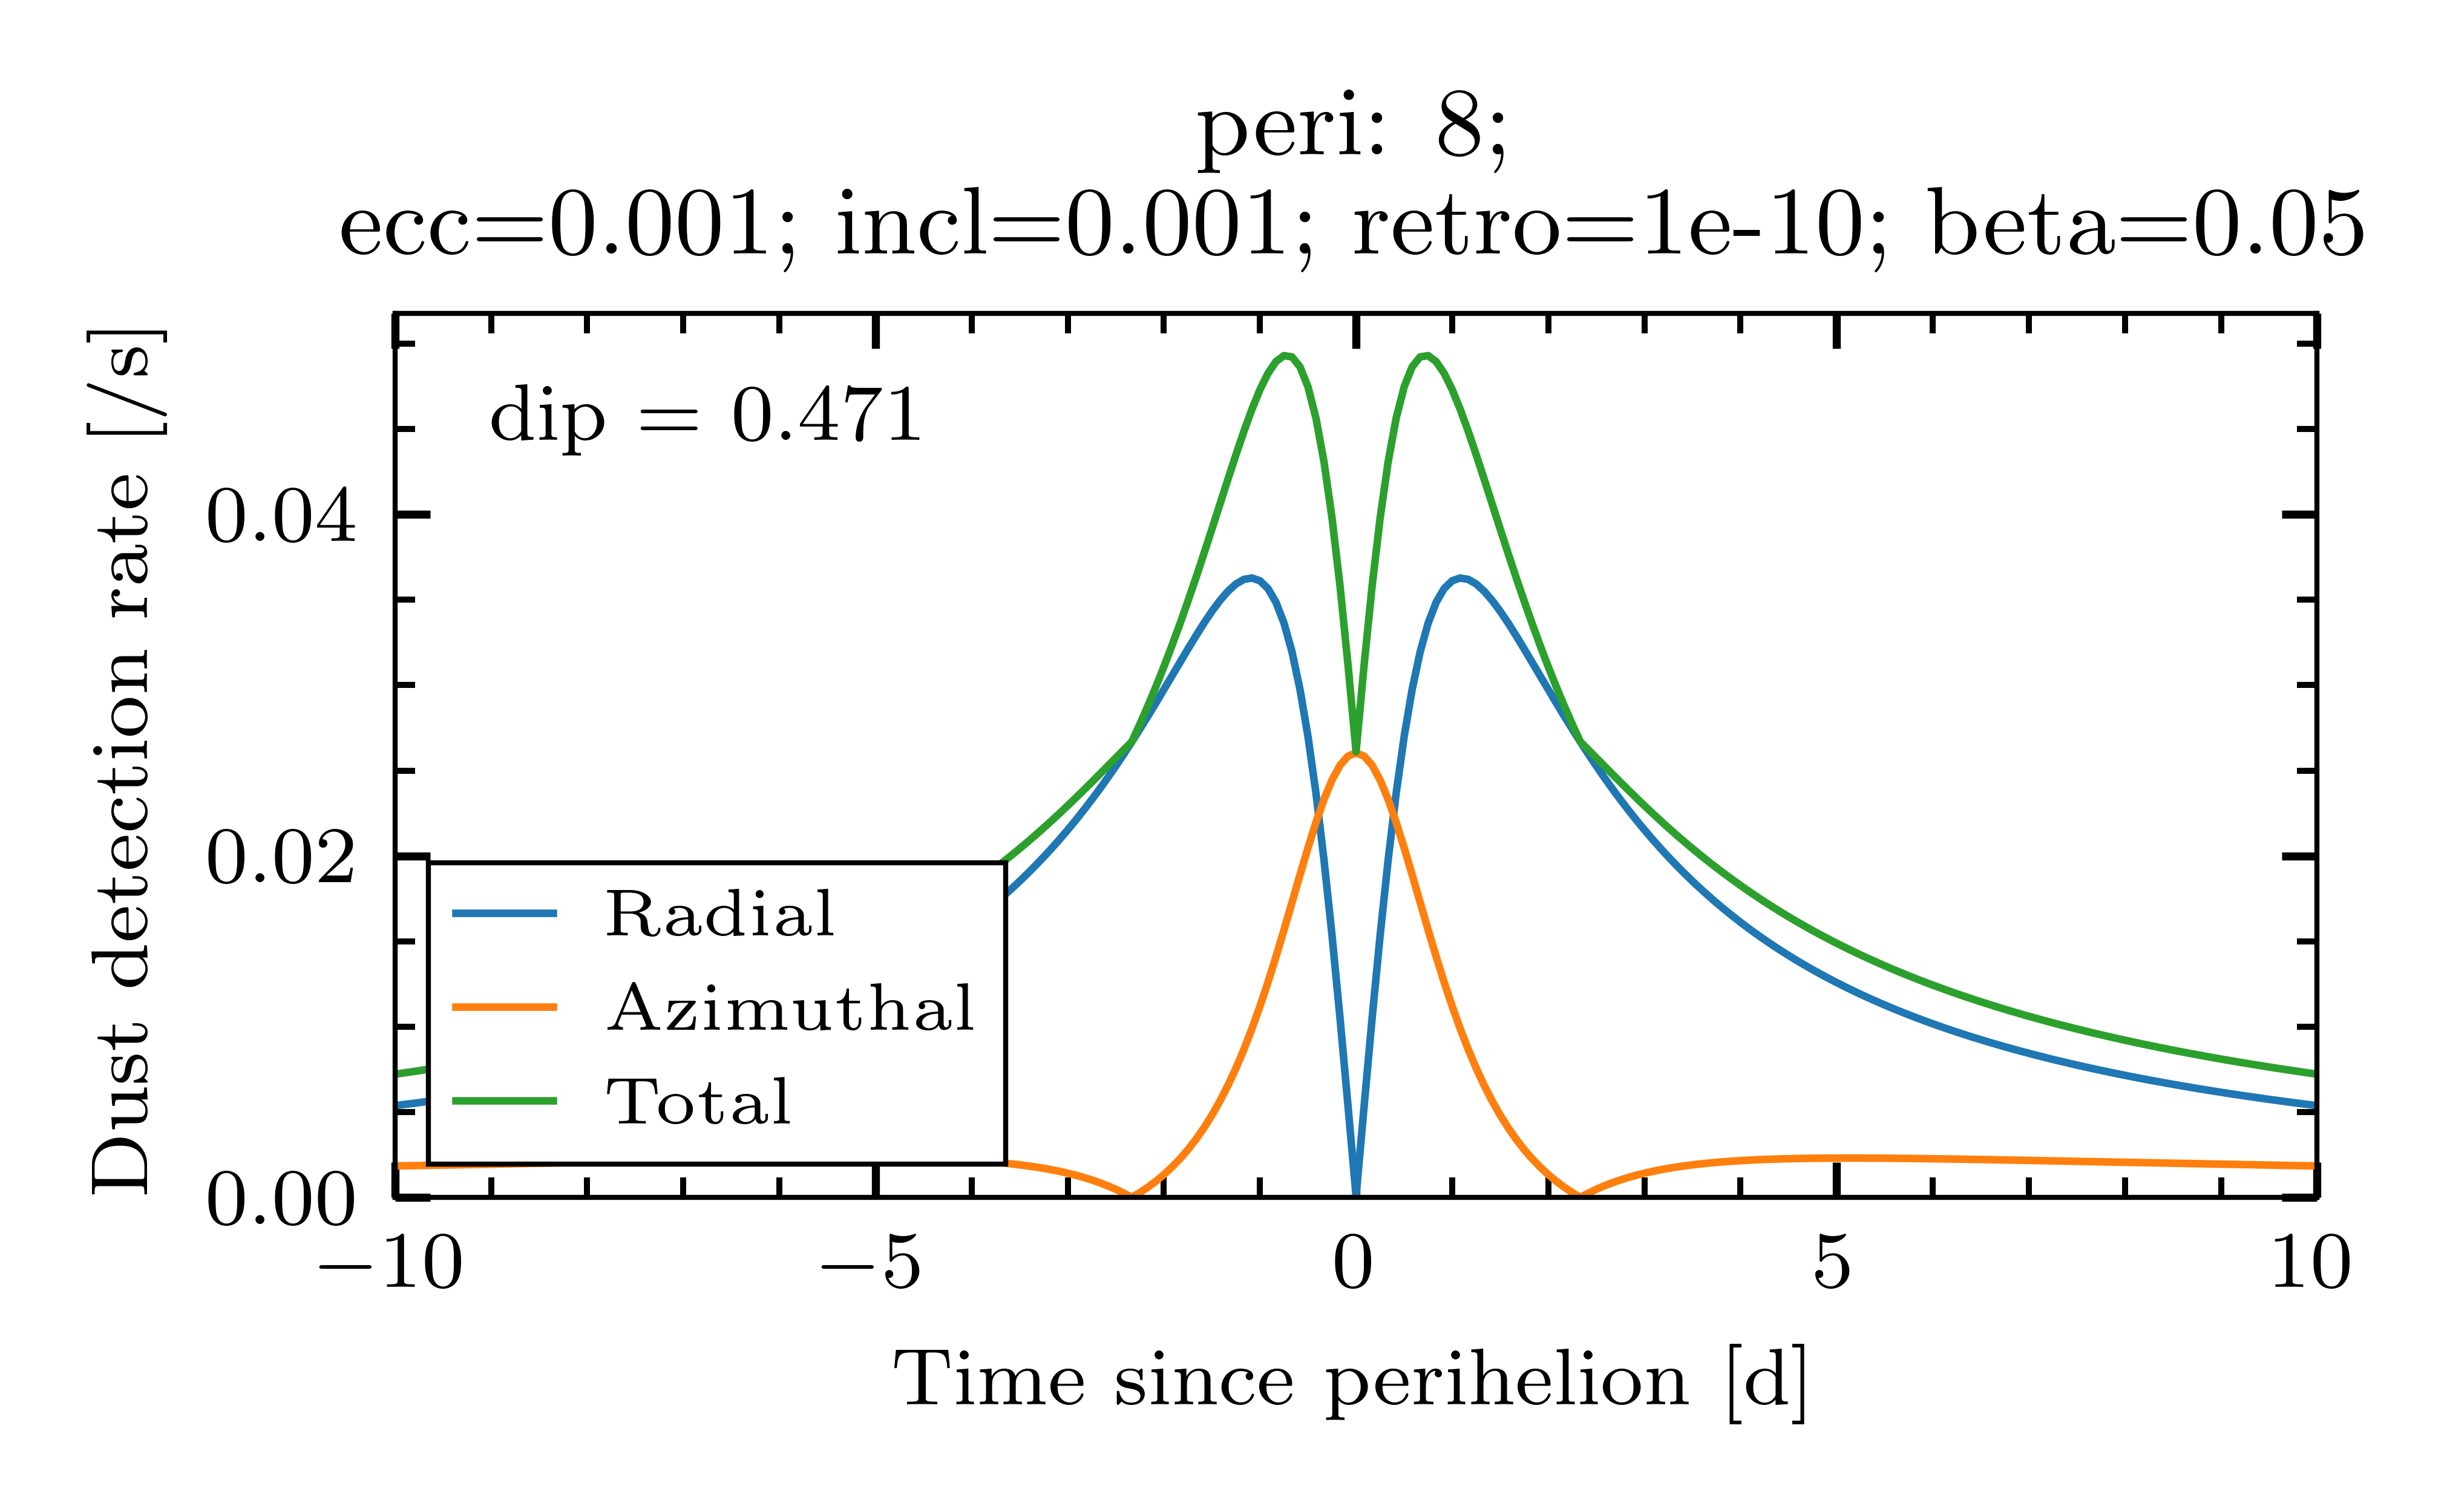 peri: 8;
ecc=0.001; incl=0.001; retro=1e-10; beta=0.05
Dust detection rate [/s]
dip = 0.471
0.04
0.02
0.00
Radial
Azimuthal
Total
−10
−5
0
5
10
Time since perihelion [d]